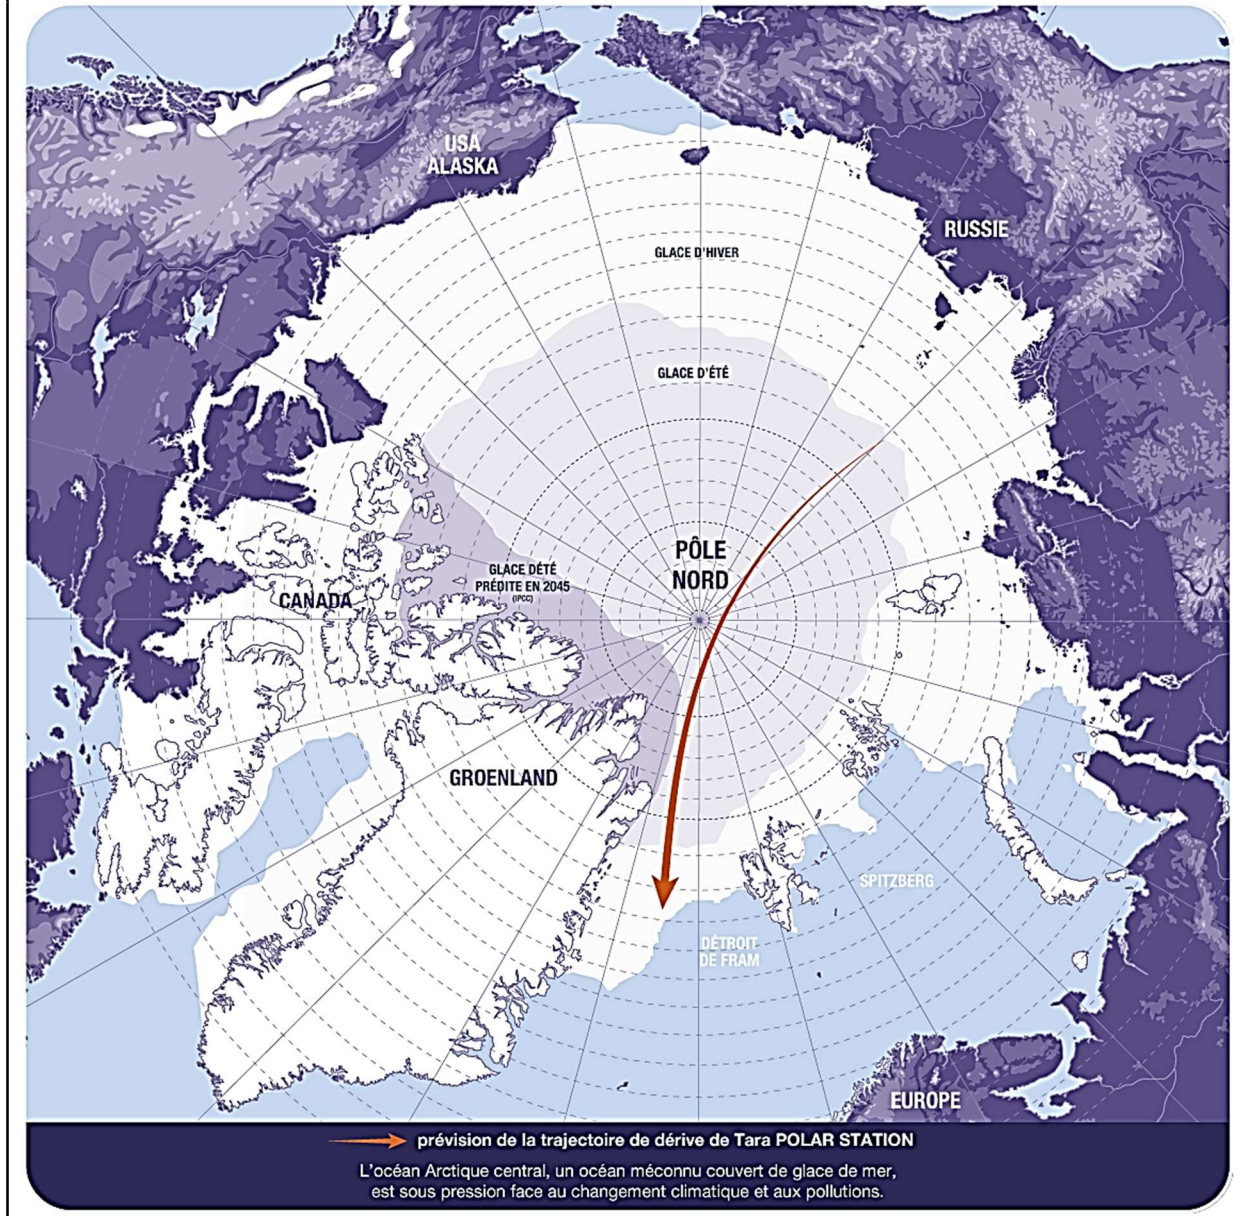 USA
ALASKA
RUSSIE
GLACE D'HIVER
GLACE D'ÉTÉ
PÔLE
NORD
GLACE DÉTÉ
PRÉDITE EN 2045
(IPCC)
CANADA
GROENLAND
SPITZBERG
DÉTROIT
DE FRAM
EUROPE
prévision de la trajectoire de dérive de Tara POLAR STATION
L'océan Arctique central, un océan méconnu couvert de glace de mer,
est sous pression face au changement climatique et aux pollutions.